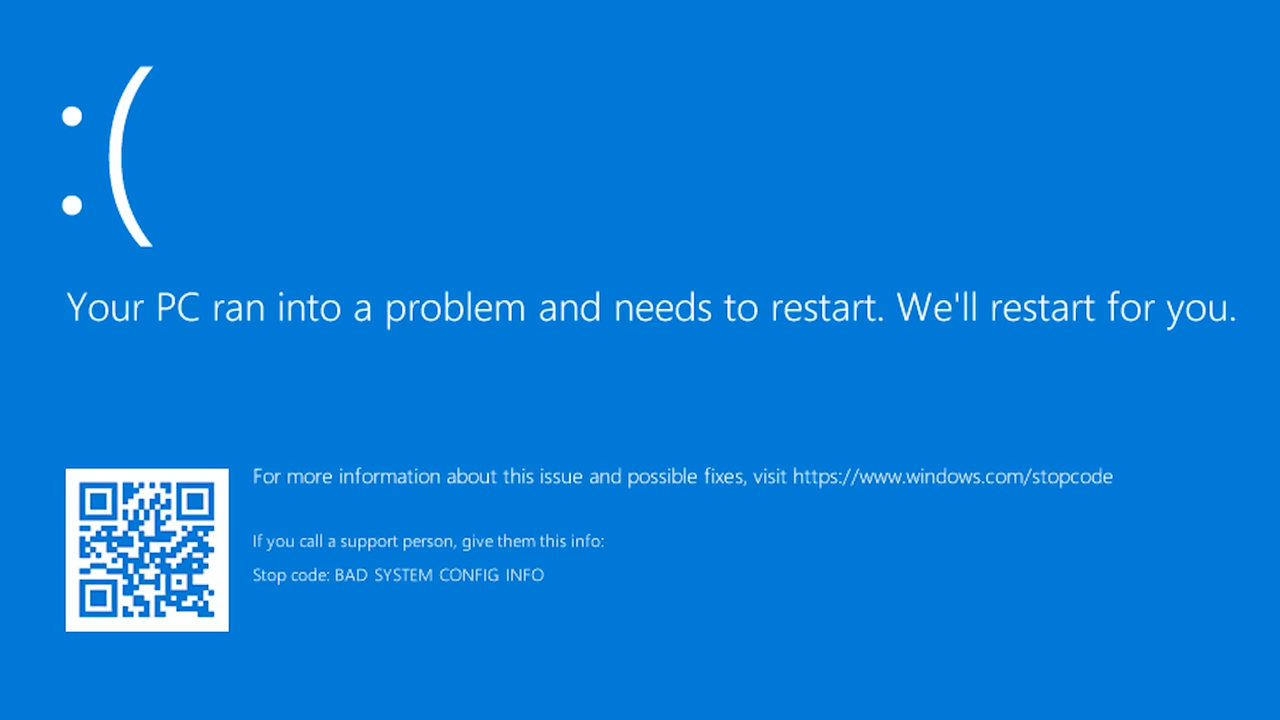 :(
Your PC ran into a problem and needs to restart. We'll restart for you.
For more information about this issue and possible fixes, visit https://www.windows.com/stopcode
If you call a support person, give them this info:
Stop code: BAD SYSTEM CONFIG INFO